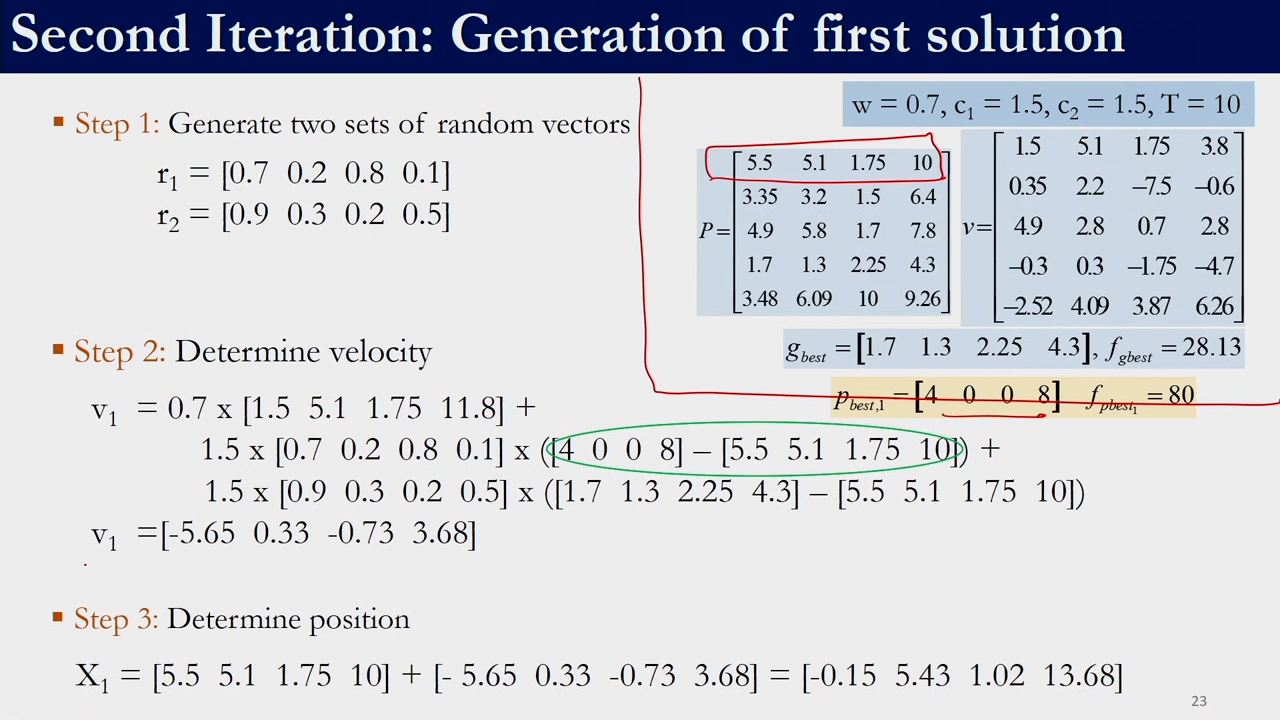 Second Iteration: Generation of first solution
▪ Step 1: Generate two sets of random vectors
r1 = [0.7 0.2 0.8 0.1]
r2 = [0.9 0.3 0.2 0.5]
w = 0.7, c1 = 1.5, c2 = 1.5, T = 10
P = [5.5 5.1 1.75 10
3.35 3.2 1.5 6.4
4.9 5.8 1.7 7.8
1.7 1.3 2.25 4.3
3.48 6.09 10 9.26]
v = [1.5 5.1 1.75 3.8
0.35 2.2 –7.5 –0.6
4.9 2.8 0.7 2.8
–0.3 0.3 –1.75 –4.7
–2.52 4.09 3.87 6.26]
gbest = [1.7 1.3 2.25 4.3], fgbest = 28.13
pbest,1 = [4 0 0 8] fpbest1 = 80
▪ Step 2: Determine velocity
v1 = 0.7 x [1.5 5.1 1.75 11.8] +
1.5 x [0.7 0.2 0.8 0.1] x ([4 0 0 8] – [5.5 5.1 1.75 10]) +
1.5 x [0.9 0.3 0.2 0.5] x ([1.7 1.3 2.25 4.3] – [5.5 5.1 1.75 10])
v1 =[-5.65 0.33 -0.73 3.68]
▪ Step 3: Determine position
X1 = [5.5 5.1 1.75 10] + [- 5.65 0.33 -0.73 3.68] = [-0.15 5.43 1.02 13.68]
23